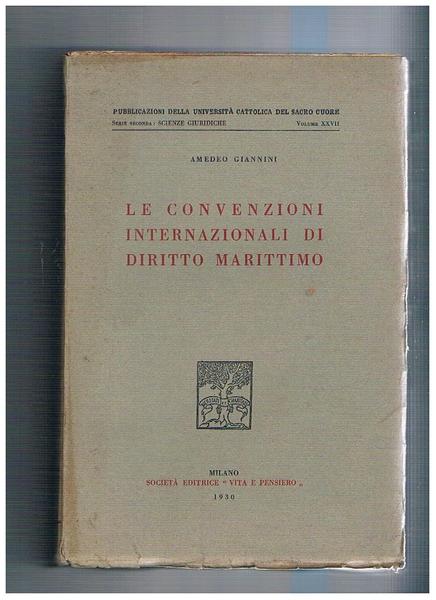 PUBBLICAZIONI DELLA UNIVERSITÀ CATTOLICA DEL SACRO CUORE
SERIE SECONDA: SCIENZE GIURIDICHE VOLUME XXVII
AMEDEO GIANNINI
LE CONVENZIONI
INTERNAZIONALI DI
DIRITTO MARITTIMO
MILANO
SOCIETÀ EDITRICE “ VITA E PENSIERO „
1930